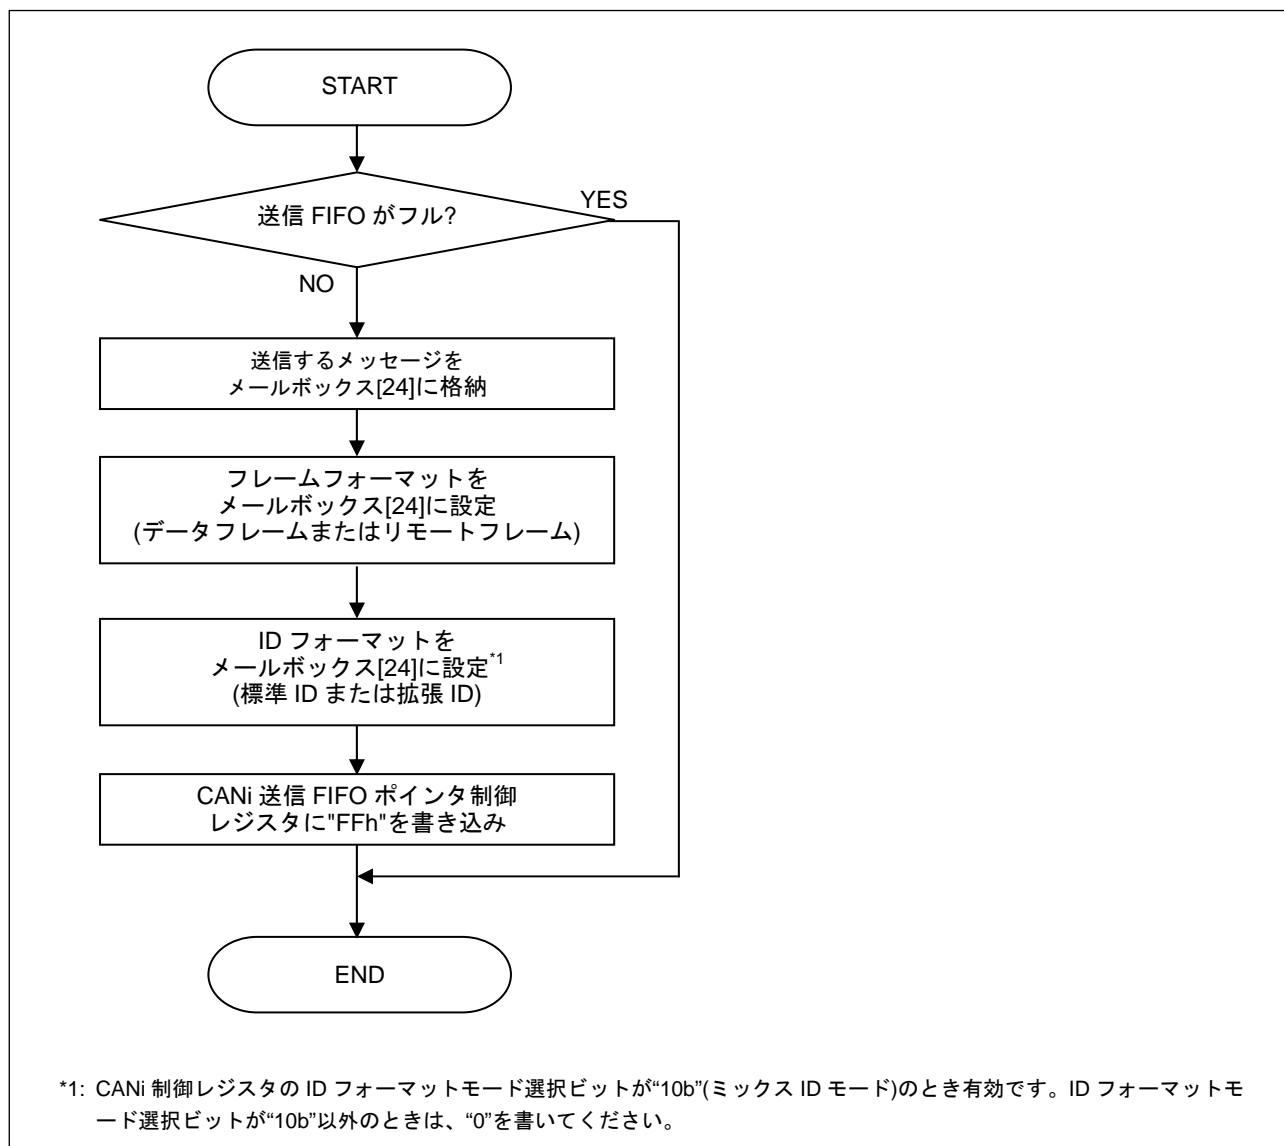 START
送信 FIFO がフル?
YES
NO
送信するメッセージを
メールボックス[24]に格納
フレームフォーマットを
メールボックス[24]に設定
(データフレームまたはリモートフレーム)
ID フォーマットを
メールボックス[24]に設定*1
(標準 ID または拡張 ID)
CANi 送信 FIFO ポインタ制御
レジスタに"FFh"を書き込み
END
*1: CANi 制御レジスタの ID フォーマットモード選択ビットが“10b”(ミックス ID モード)のとき有効です。ID フォーマットモ
ード選択ビットが“10b”以外のときは、“0”を書いてください。